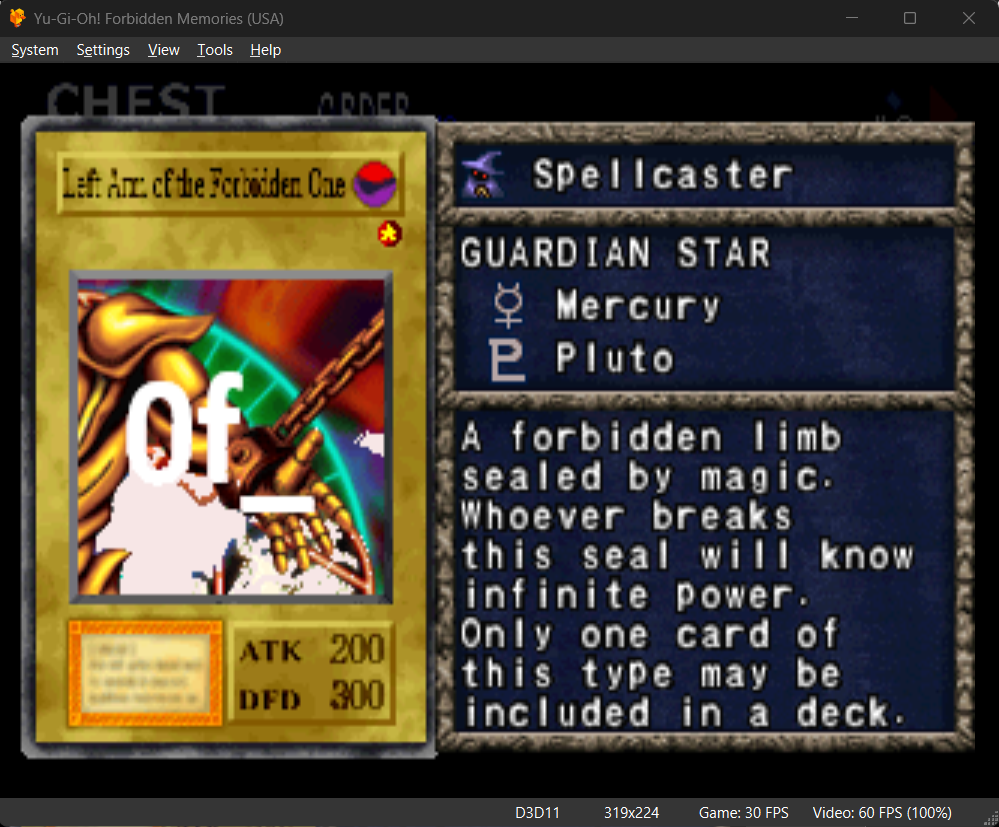 Yu-Gi-Oh! Forbidden Memories (USA)
System Settings View Tools Help
CHEST ORDER
Left Arm of the Forbidden One
Of_
ATK 200
DFD 300
Spellcaster
GUARDIAN STAR
Mercury
Pluto
A forbidden limb
sealed by magic.
Whoever breaks
this seal will know
infinite power.
Only one card of
this type may be
included in a deck.
D3D11 319x224 Game: 30 FPS Video: 60 FPS (100%)